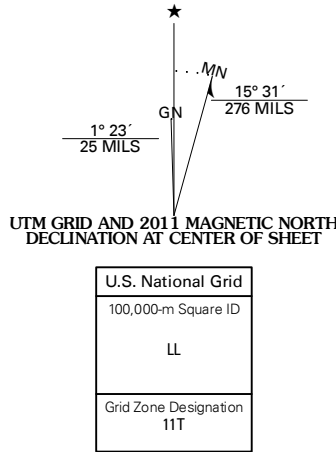 ★
MN
GN
1° 23´
25 MILS
15° 31´
276 MILS
UTM GRID AND 2011 MAGNETIC NORTH
DECLINATION AT CENTER OF SHEET
U.S. National Grid
100,000-m Square ID
LL
Grid Zone Designation
11T